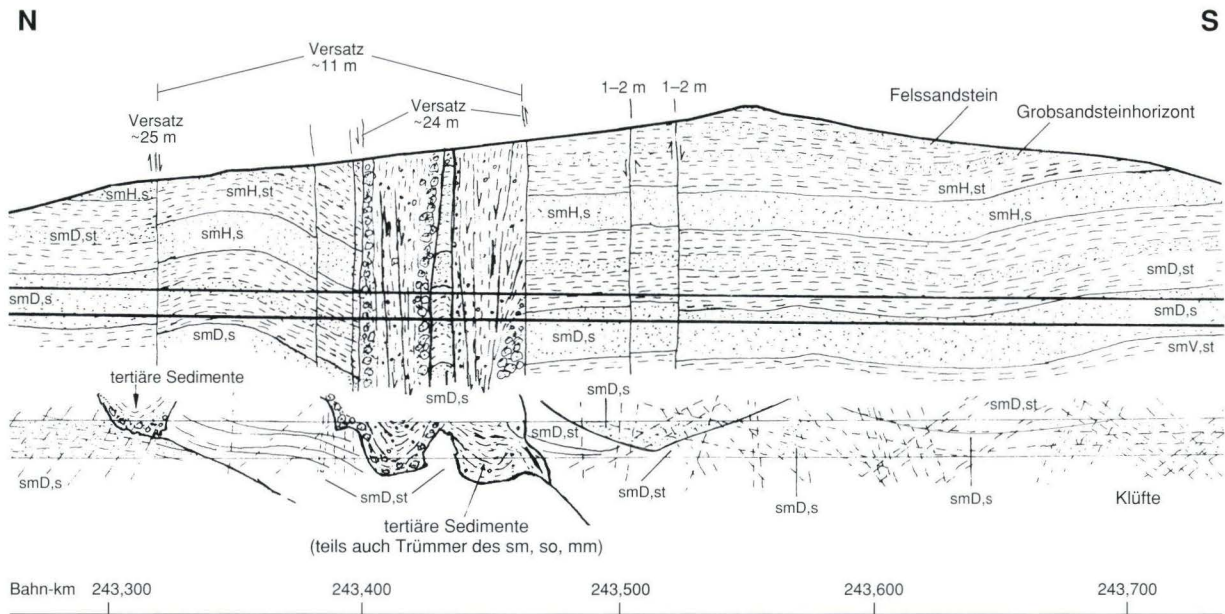 N
S
Versatz
~11 m
Versatz
~25 m
Versatz
~24 m
1–2 m
1–2 m
Felssandstein
Grobsandsteinhorizont
smH,s
smH,st
smH,st
smD,st
smH,s
smH,s
smH,s
smD,st
smD,s
smD,s
smD,s
smD,s
smV,st
tertiäre Sedimente
smD,s
smD,s
smD,st
smD,st
smD,s
smD,st
smD,st
smD,s
smD,s
Klüfte
tertiäre Sedimente
(teils auch Trümmer des sm, so, mm)
Bahn-km 243,300 243,400 243,500 243,600 243,700